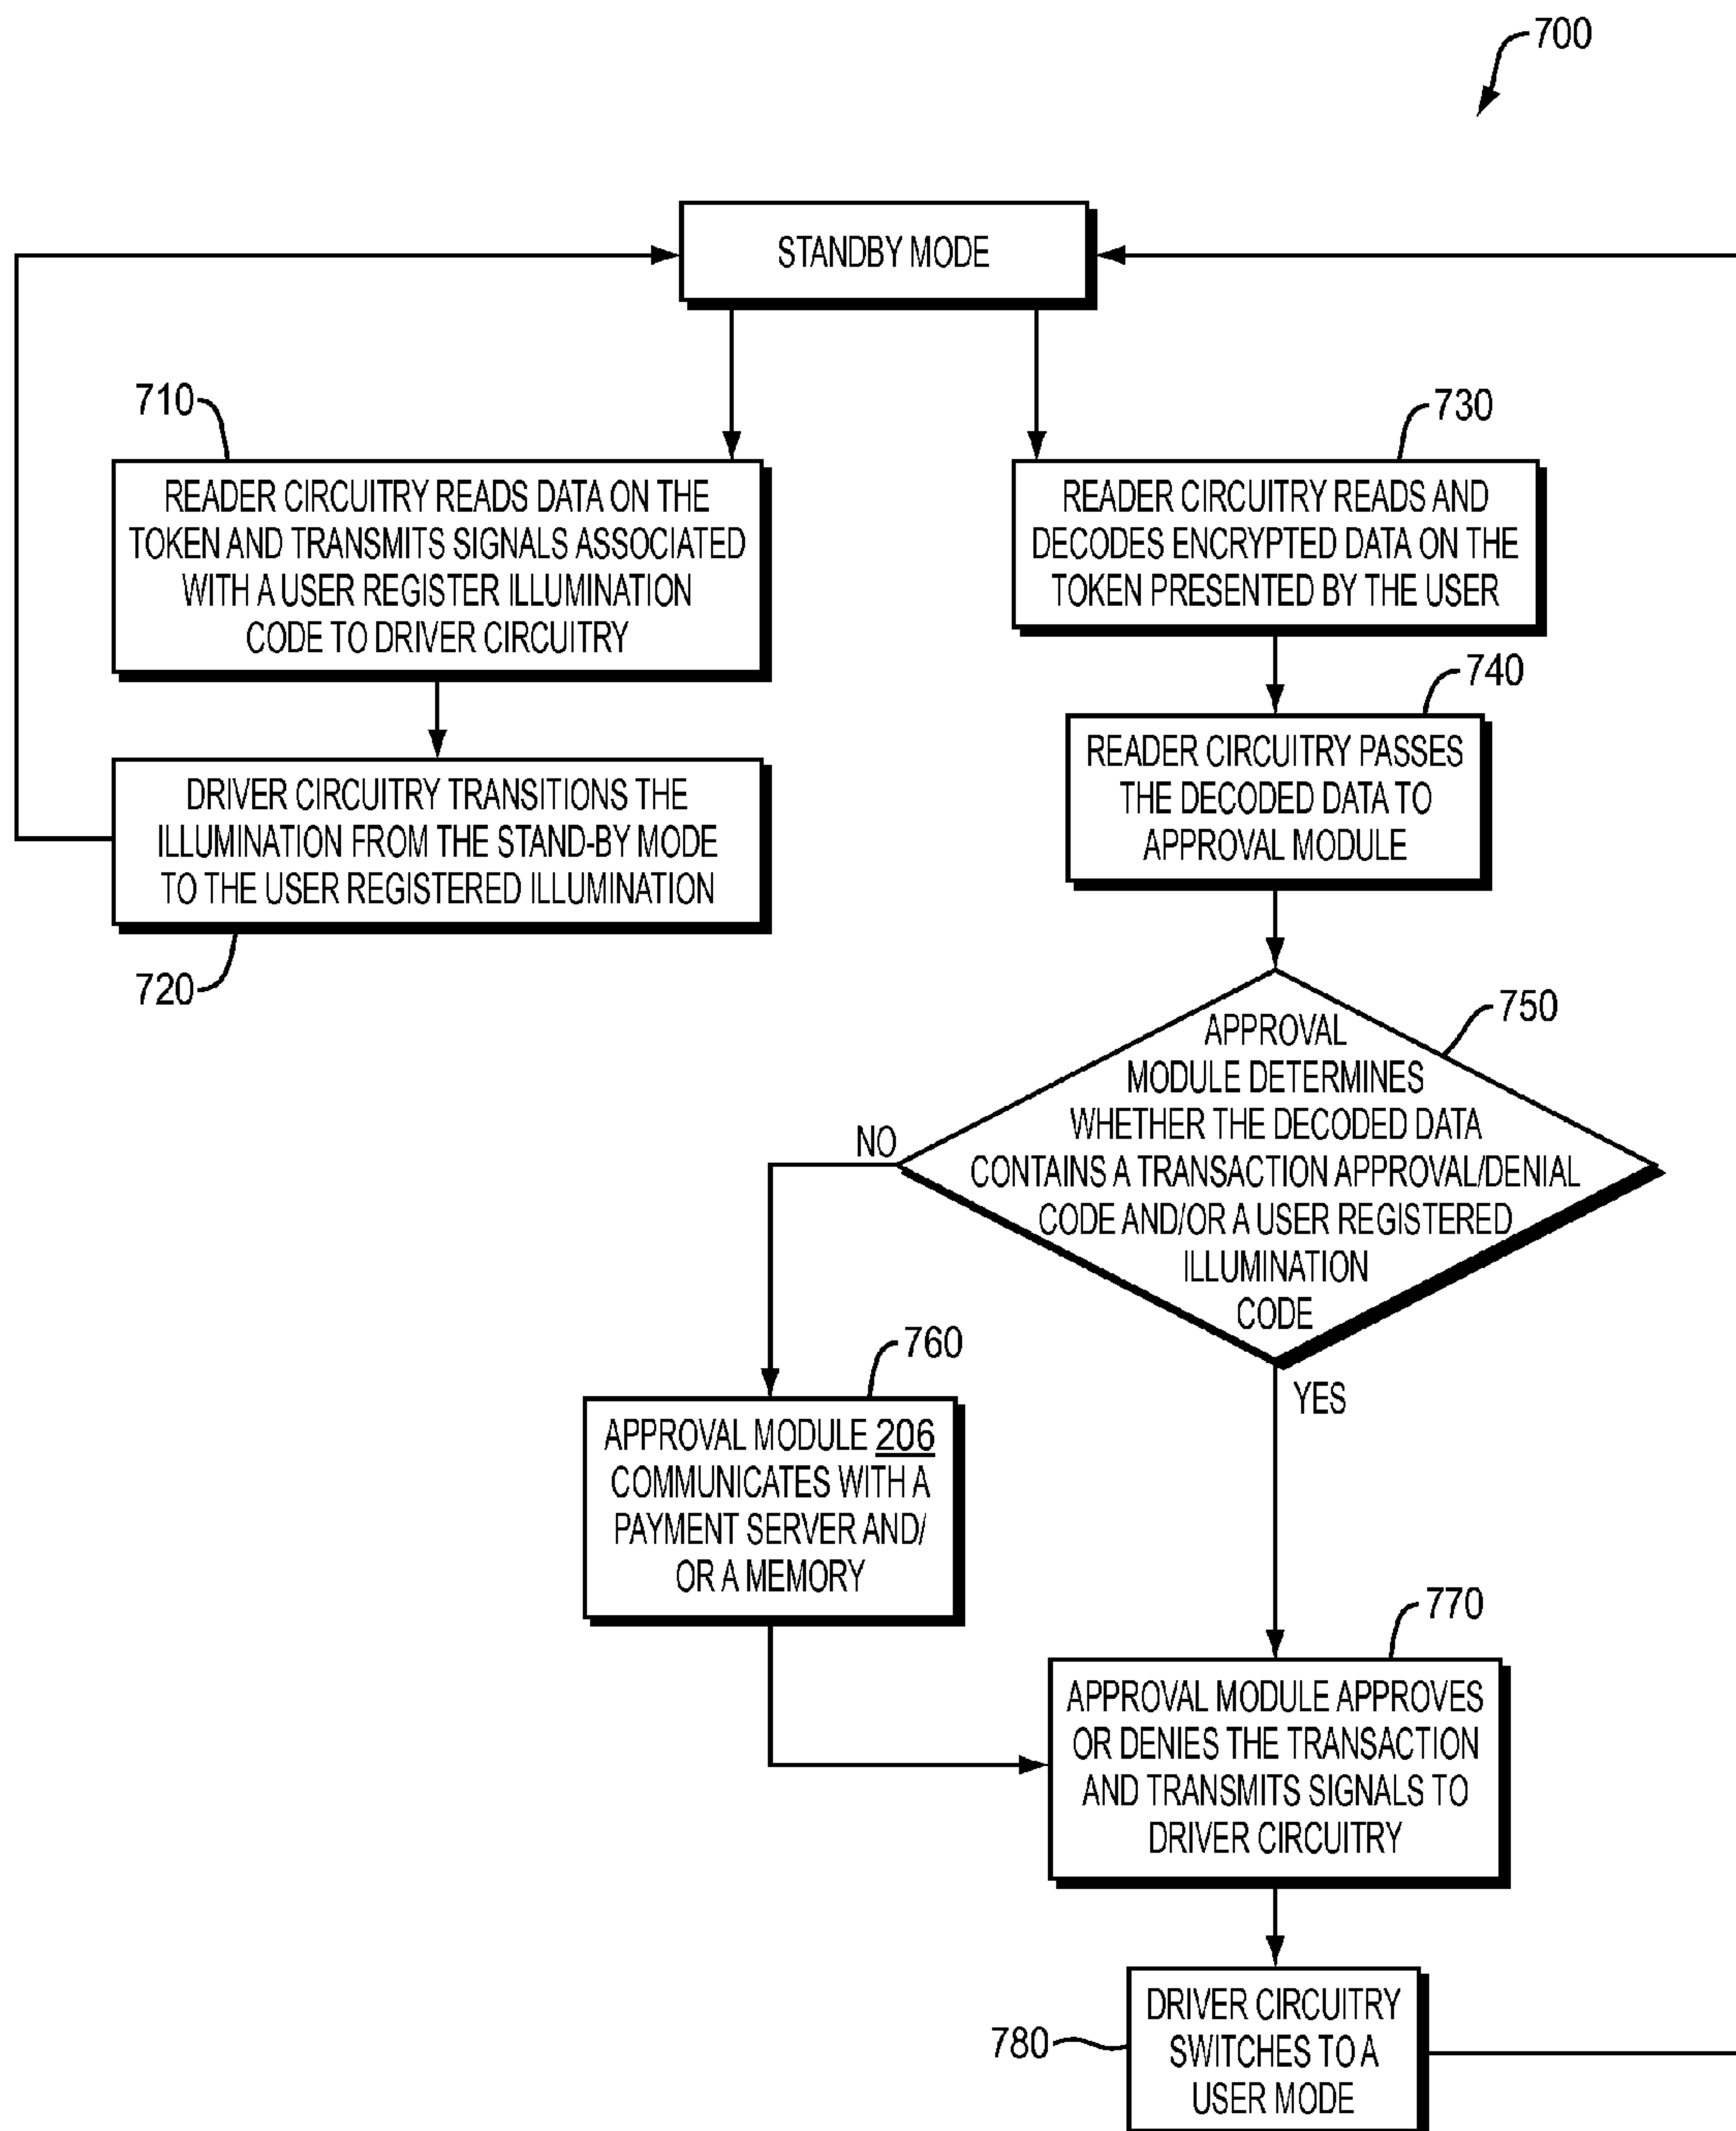 700
STANDBY MODE
710
READER CIRCUITRY READS DATA ON THE
TOKEN AND TRANSMITS SIGNALS ASSOCIATED
WITH A USER REGISTER ILLUMINATION
CODE TO DRIVER CIRCUITRY
DRIVER CIRCUITRY TRANSITIONS THE
ILLUMINATION FROM THE STAND-BY MODE
TO THE USER REGISTERED ILLUMINATION
720
730
READER CIRCUITRY READS AND
DECODES ENCRYPTED DATA ON THE
TOKEN PRESENTED BY THE USER
740
READER CIRCUITRY PASSES
THE DECODED DATA TO
APPROVAL MODULE
750
APPROVAL
MODULE DETERMINES
WHETHER THE DECODED DATA
CONTAINS A TRANSACTION APPROVAL/DENIAL
CODE AND/OR A USER REGISTERED
ILLUMINATION
CODE
NO
YES
760
APPROVAL MODULE 206
COMMUNICATES WITH A
PAYMENT SERVER AND/
OR A MEMORY
770
APPROVAL MODULE APPROVES
OR DENIES THE TRANSACTION
AND TRANSMITS SIGNALS TO
DRIVER CIRCUITRY
780
DRIVER CIRCUITRY
SWITCHES TO A
USER MODE